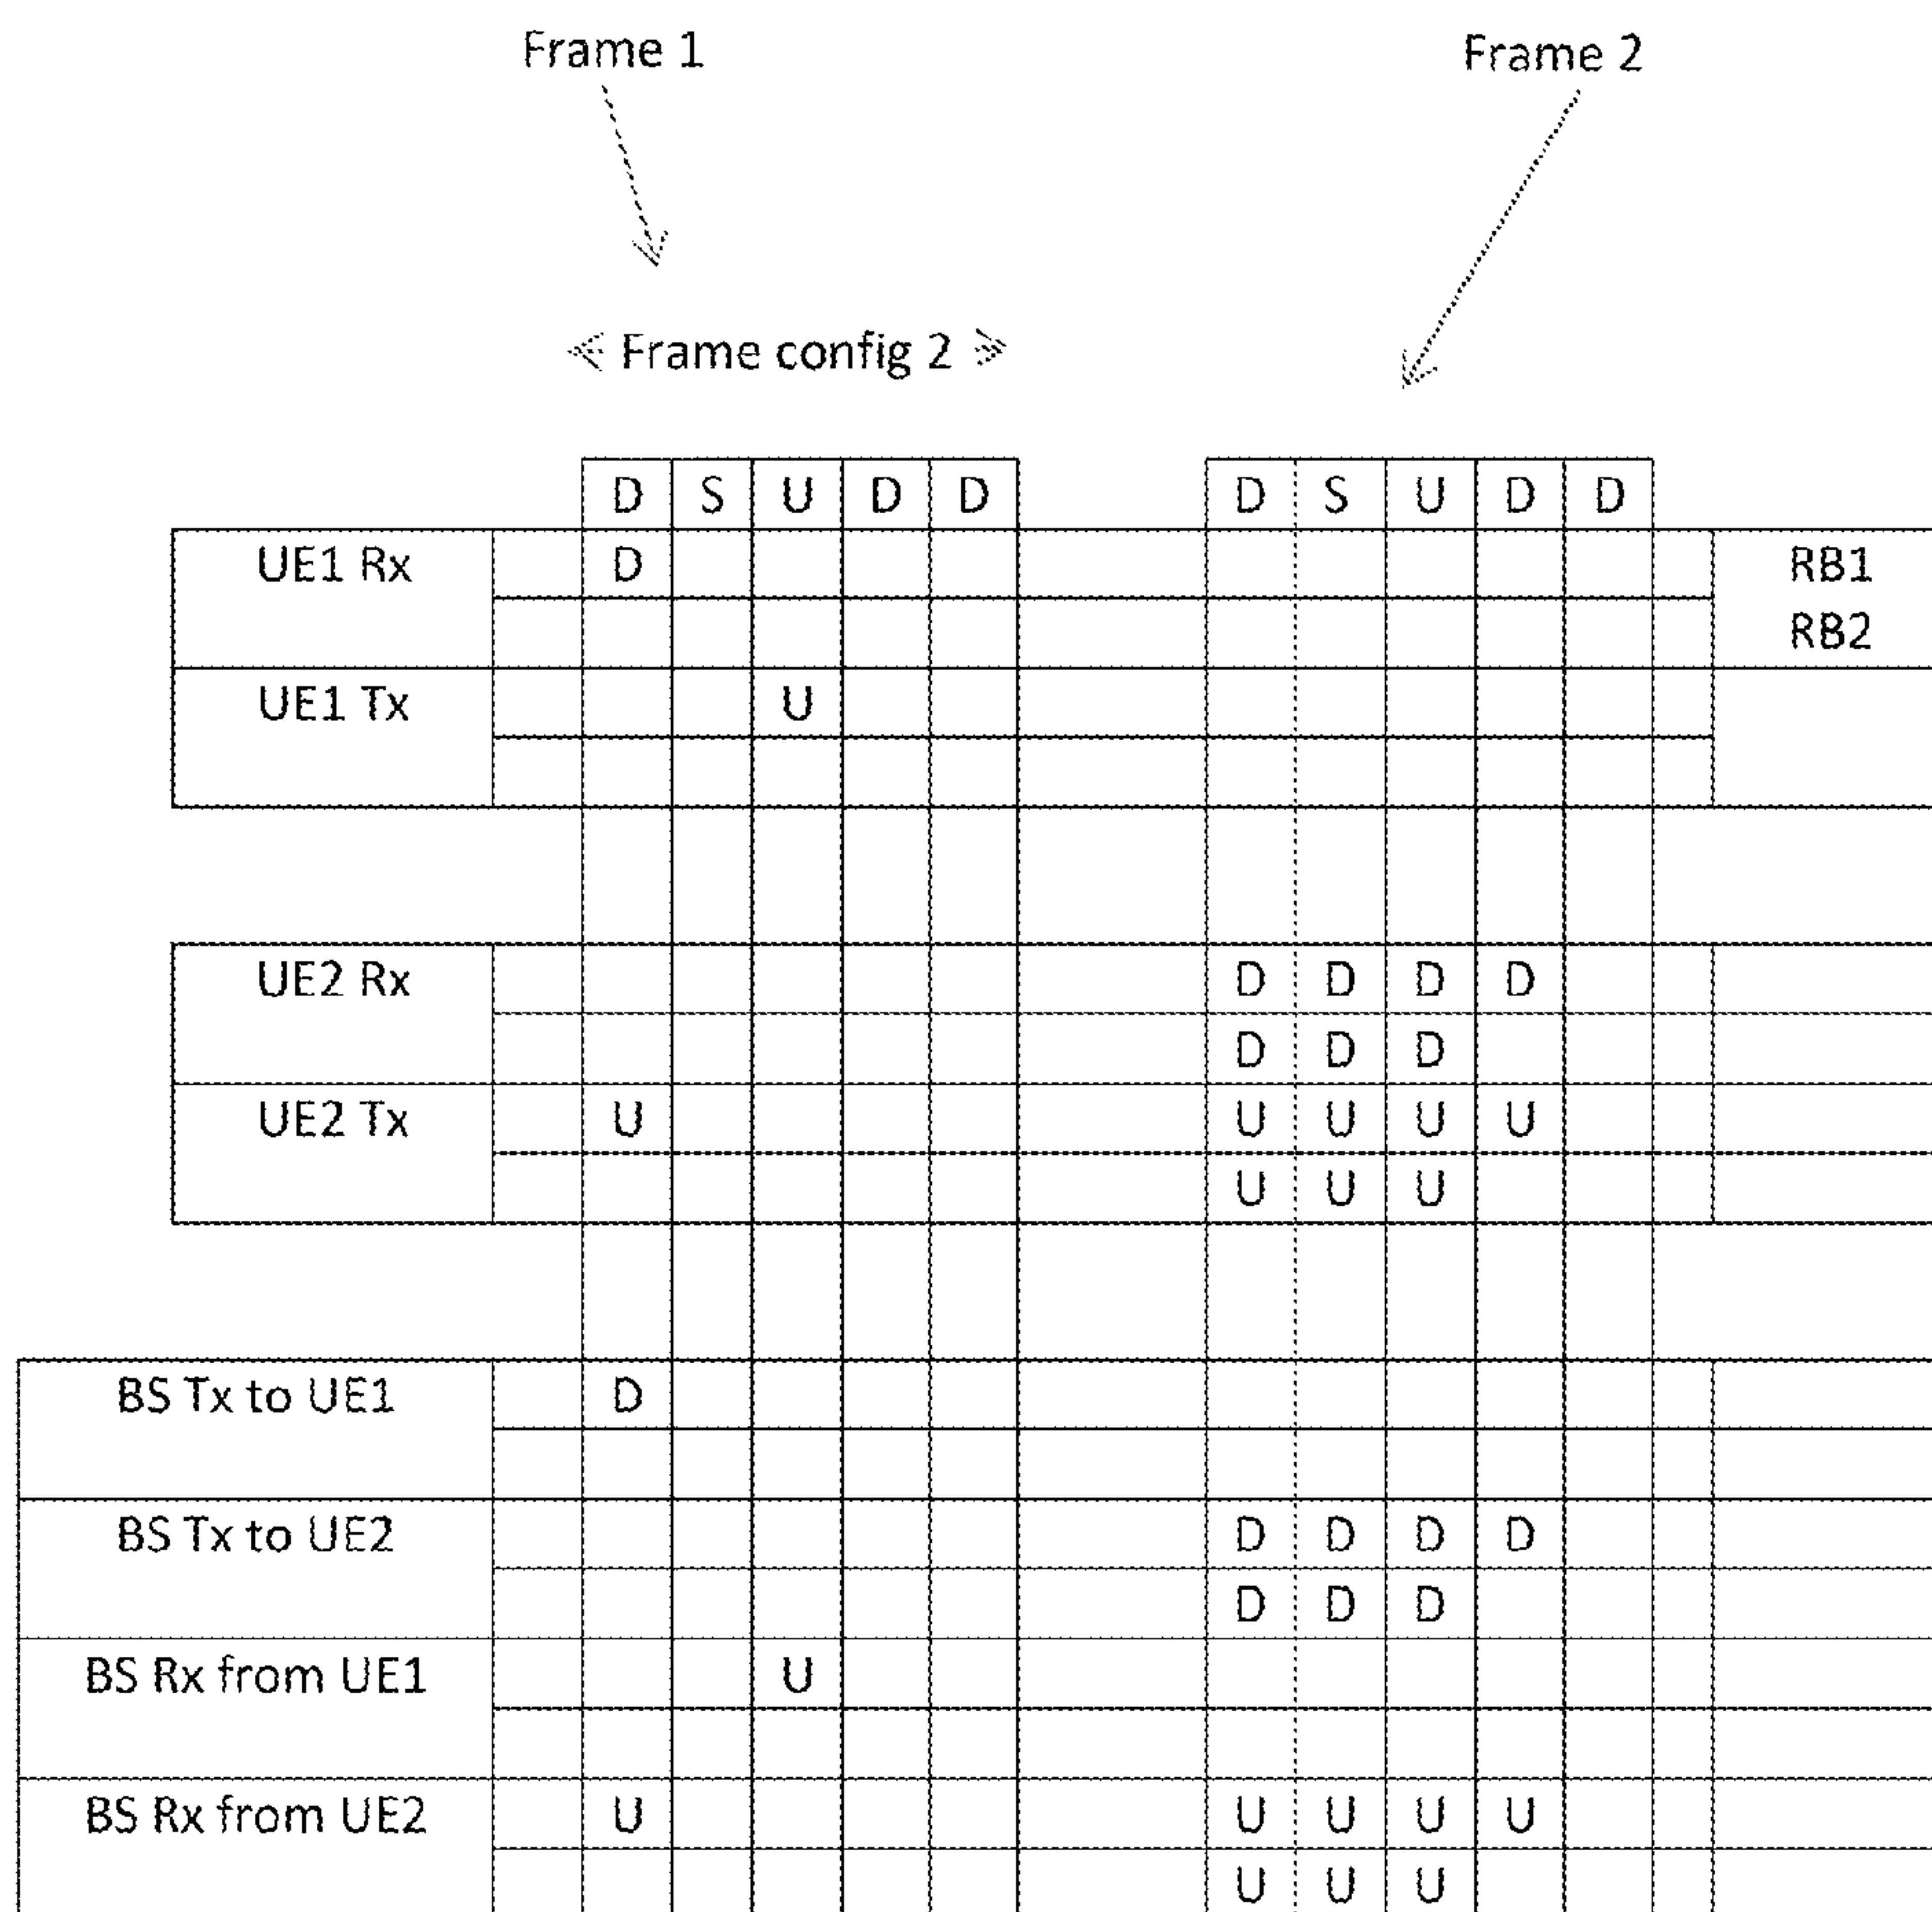 Frame 1 Frame 2
Frame config 2
D S U D D D S U D D
UE1 Rx D RB1
RB2
UE1 Tx U
UE2 Rx D D D D
D D D
UE2 Tx U U U U U
U U U
BS Tx to UE1 D
BS Tx to UE2 D D D D
D D D
BS Rx from UE1 U
BS Rx from UE2 U U U U U
U U U